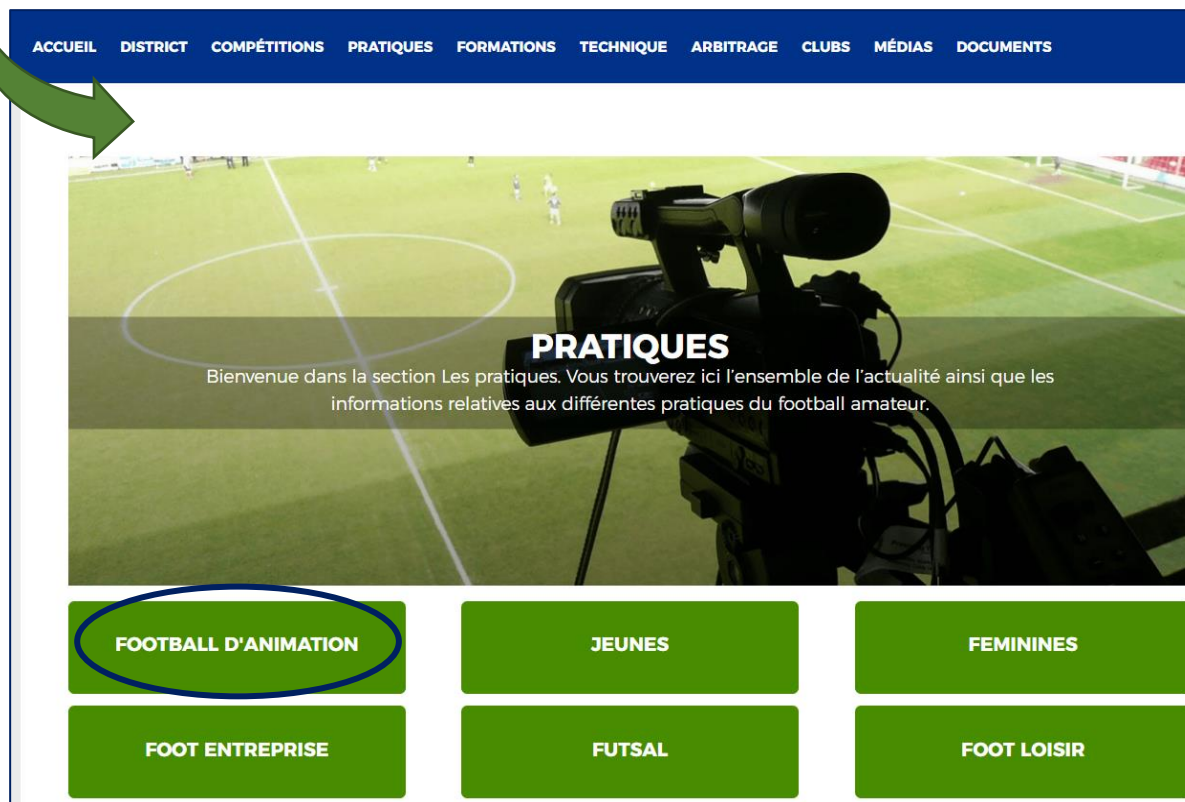 ACCUEIL DISTRICT COMPÉTITIONS PRATIQUES FORMATIONS TECHNIQUE ARBITRAGE CLUBS MÉDIAS DOCUMENTS
PRATIQUES
Bienvenue dans la section Les pratiques. Vous trouverez ici l'ensemble de l'actualité ainsi que les
informations relatives aux différentes pratiques du football amateur.
FOOTBALL D'ANIMATION JEUNES FEMININES
FOOT ENTREPRISE FUTSAL FOOT LOISIR